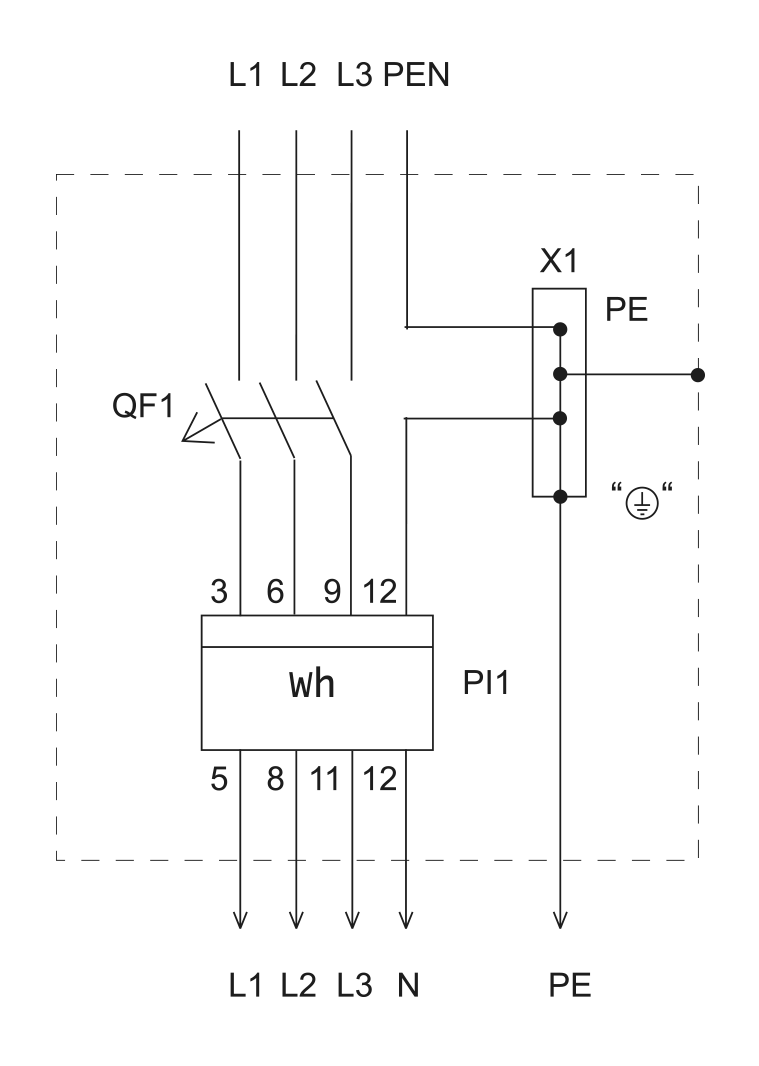 L1 L2 L3 PEN
X1
PE
QF1
“ “
3 6 9 12
Wh
PI1
5 8 11 12
L1 L2 L3 N PE